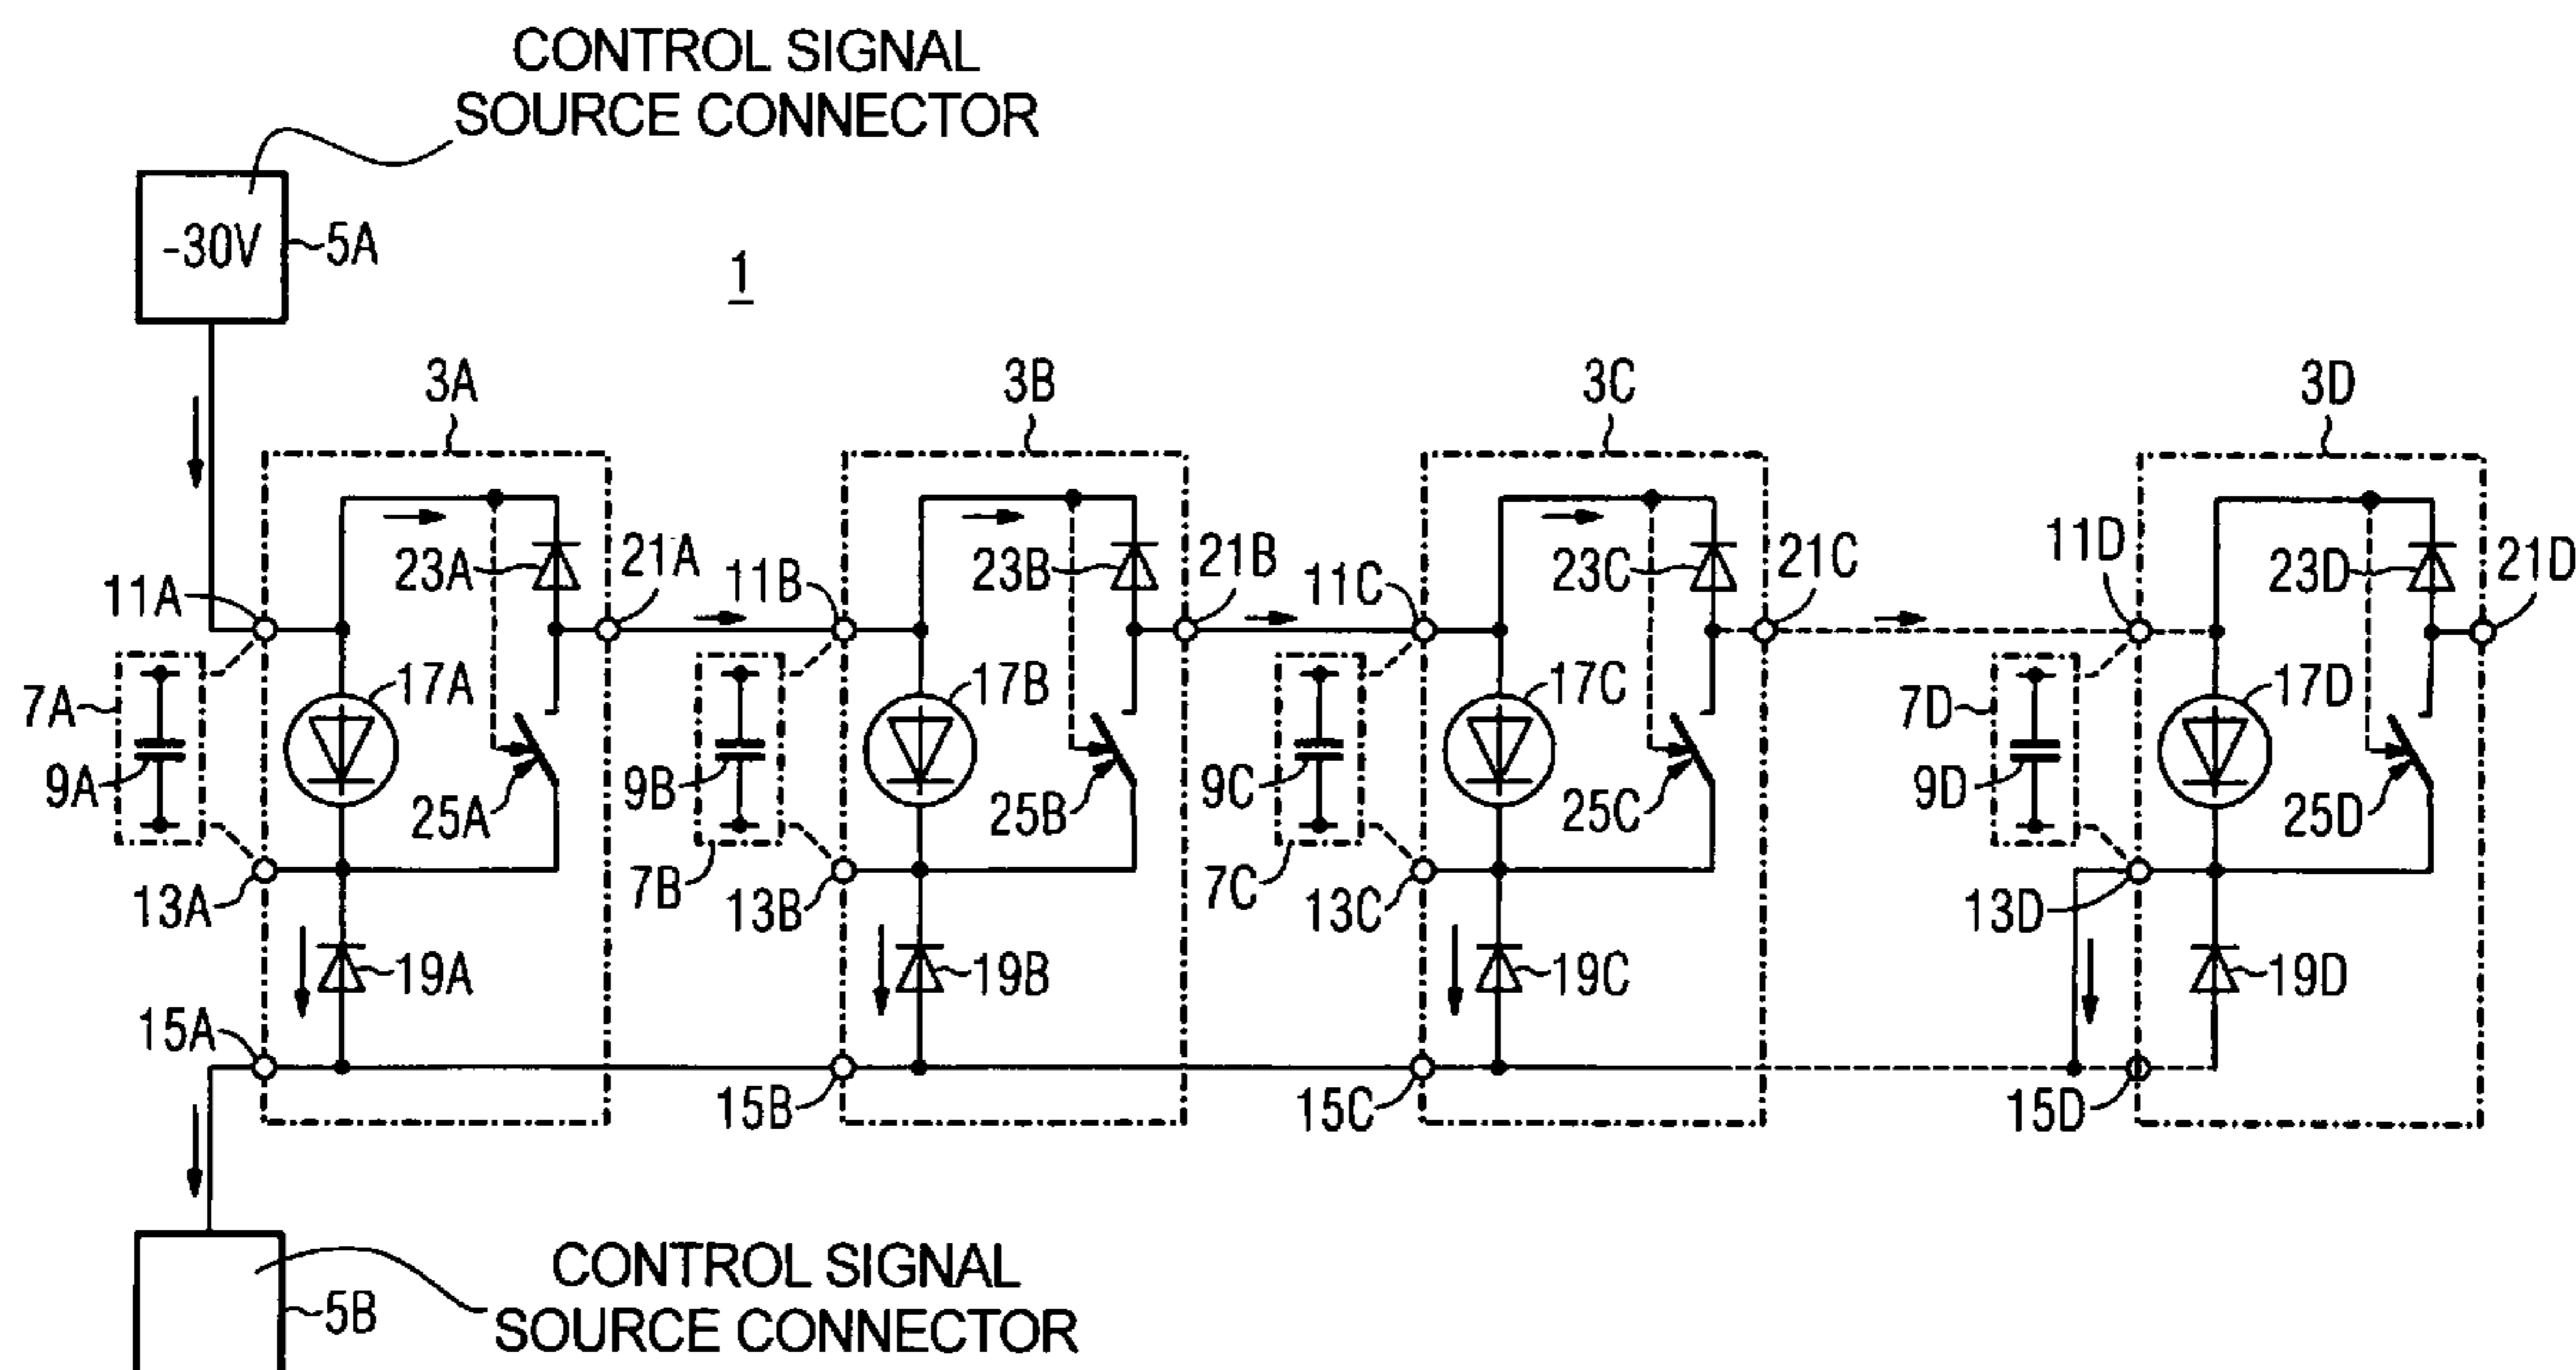 CONTROL SIGNAL
SOURCE CONNECTOR
-30V
5A
1
3A
3B
3C
3D
11A
23A
21A
11B
23B
21B
11C
23C
21C
11D
23D
21D
7A
9A
17A
25A
9B
17B
25B
9C
17C
25C
7D
9D
17D
25D
13A
7B
13B
7C
13C
13D
15A
19A
19B
19C
19D
15B
15C
15D
5B
CONTROL SIGNAL
SOURCE CONNECTOR